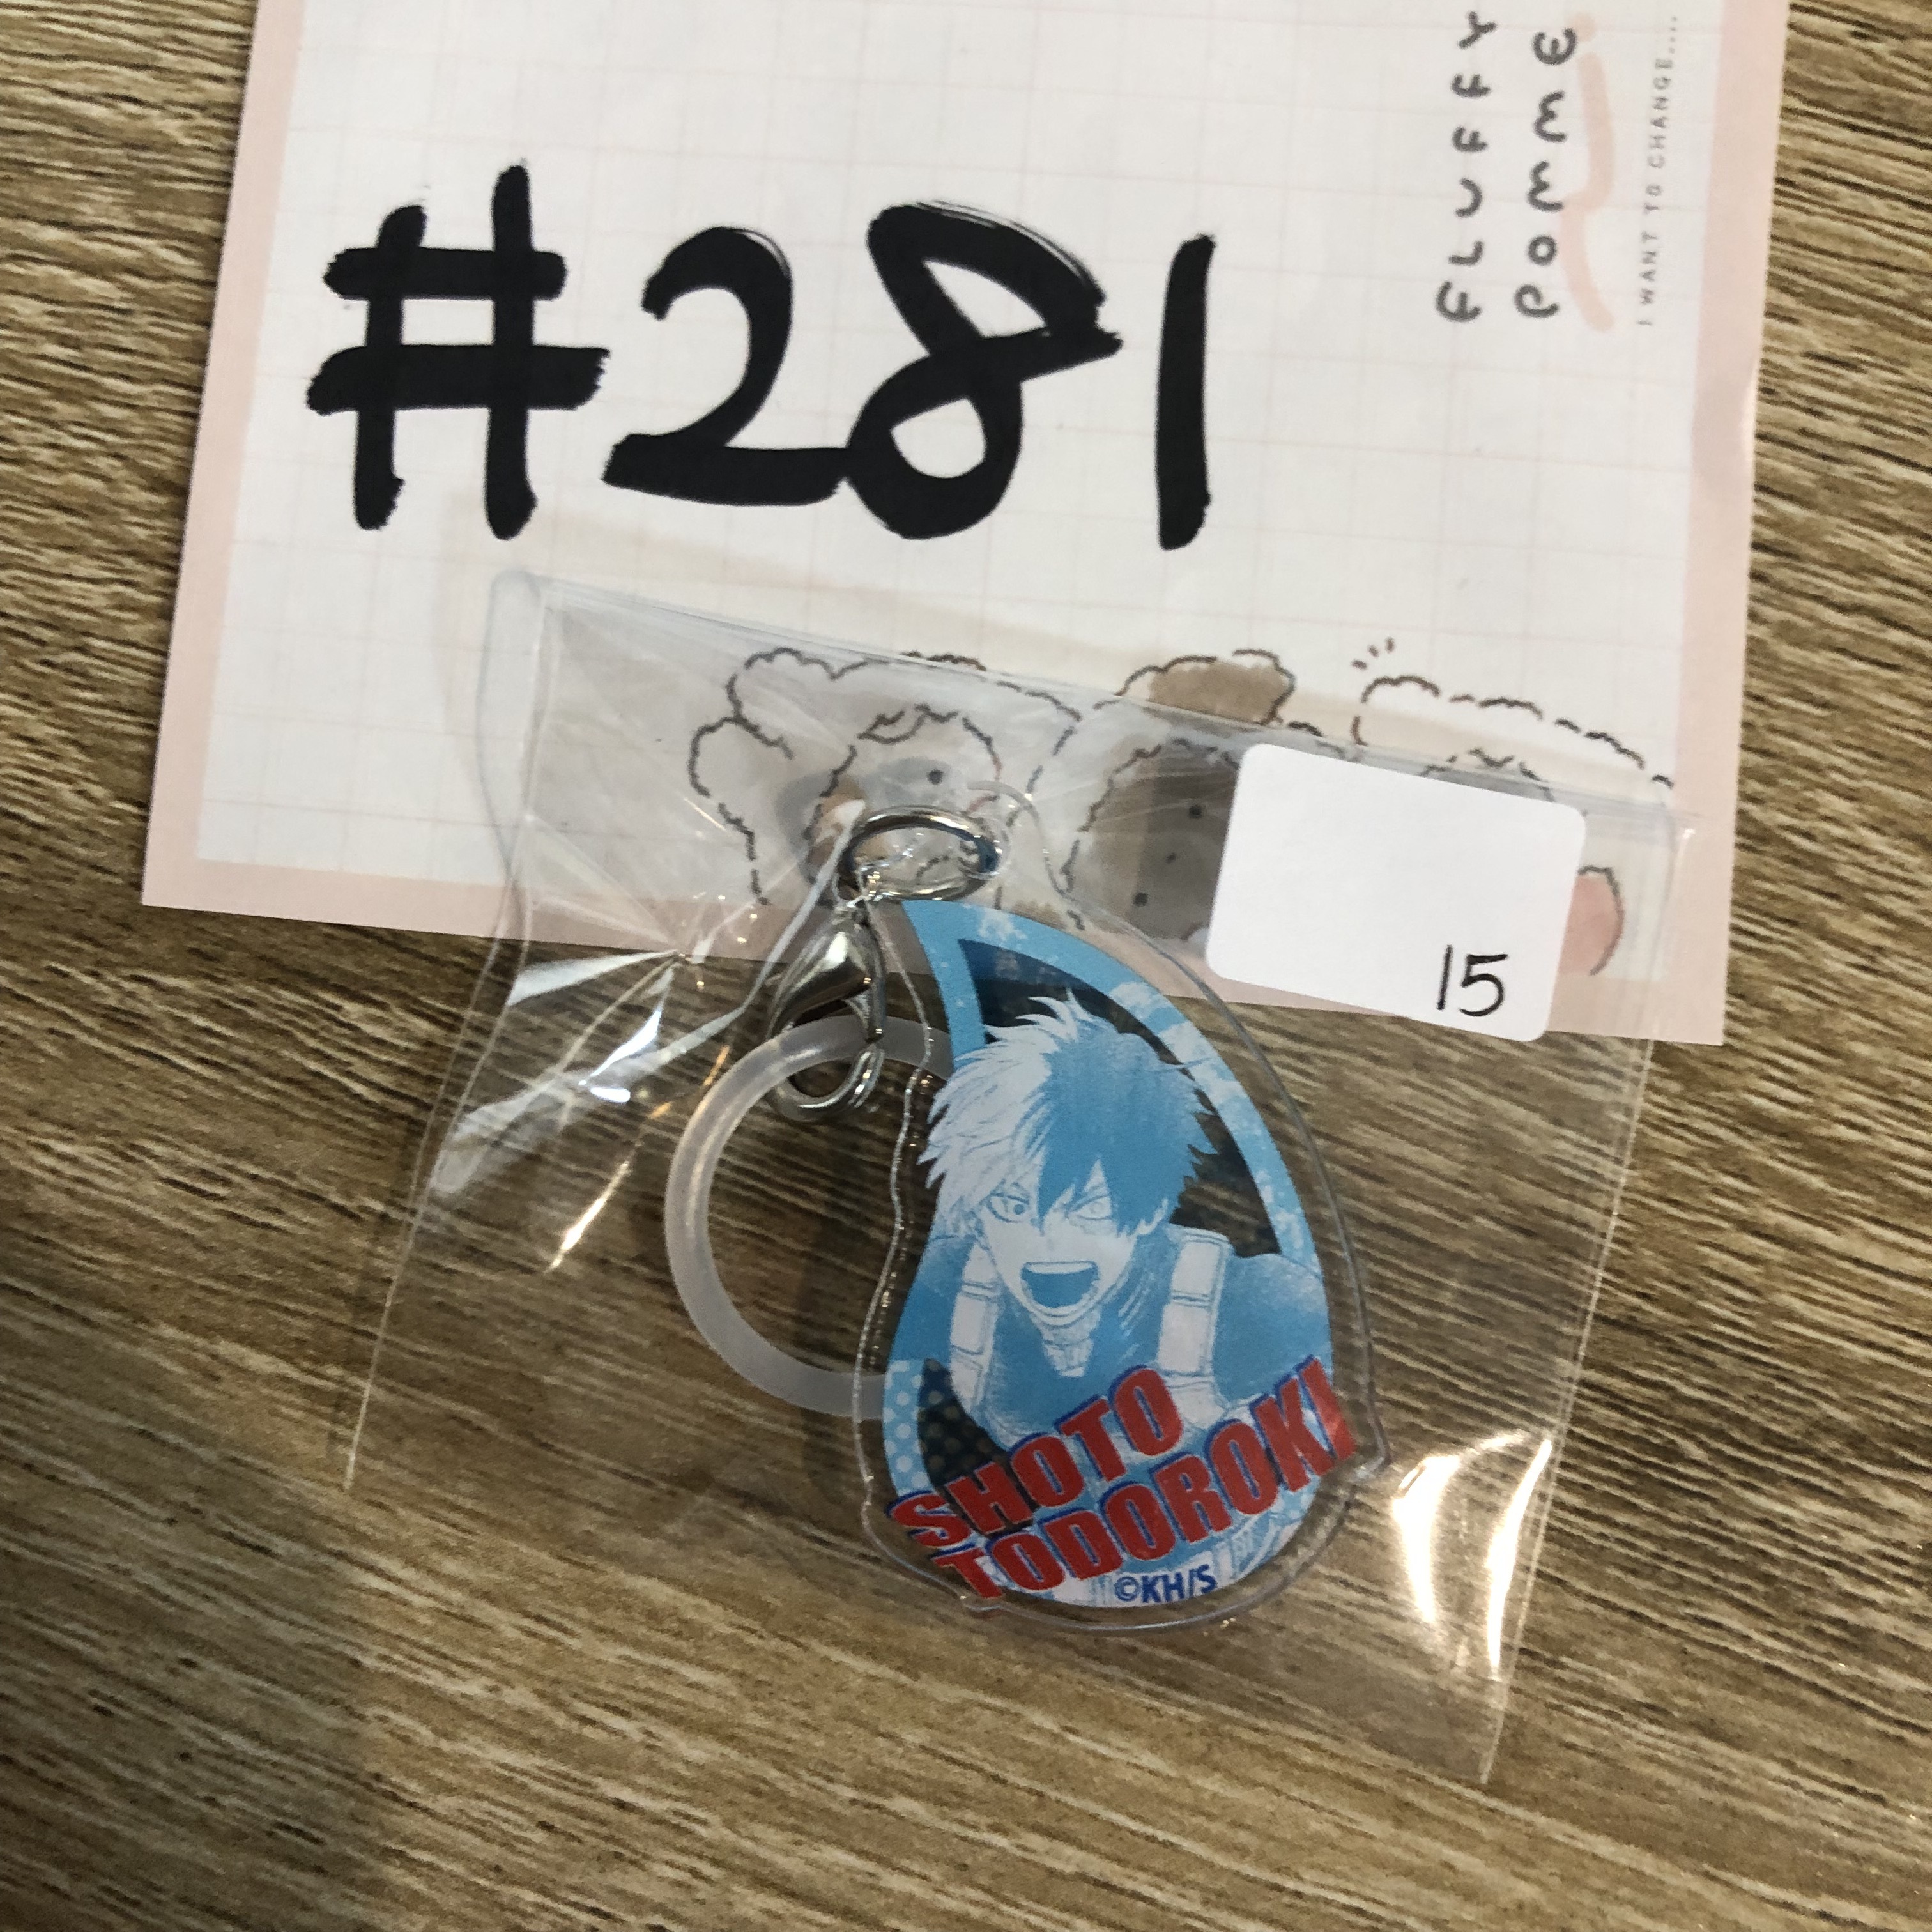 FLUFFY
POMME
I WANT TO CHANGE....
#281
15
SHOTO
TODOROKI
©KH/S